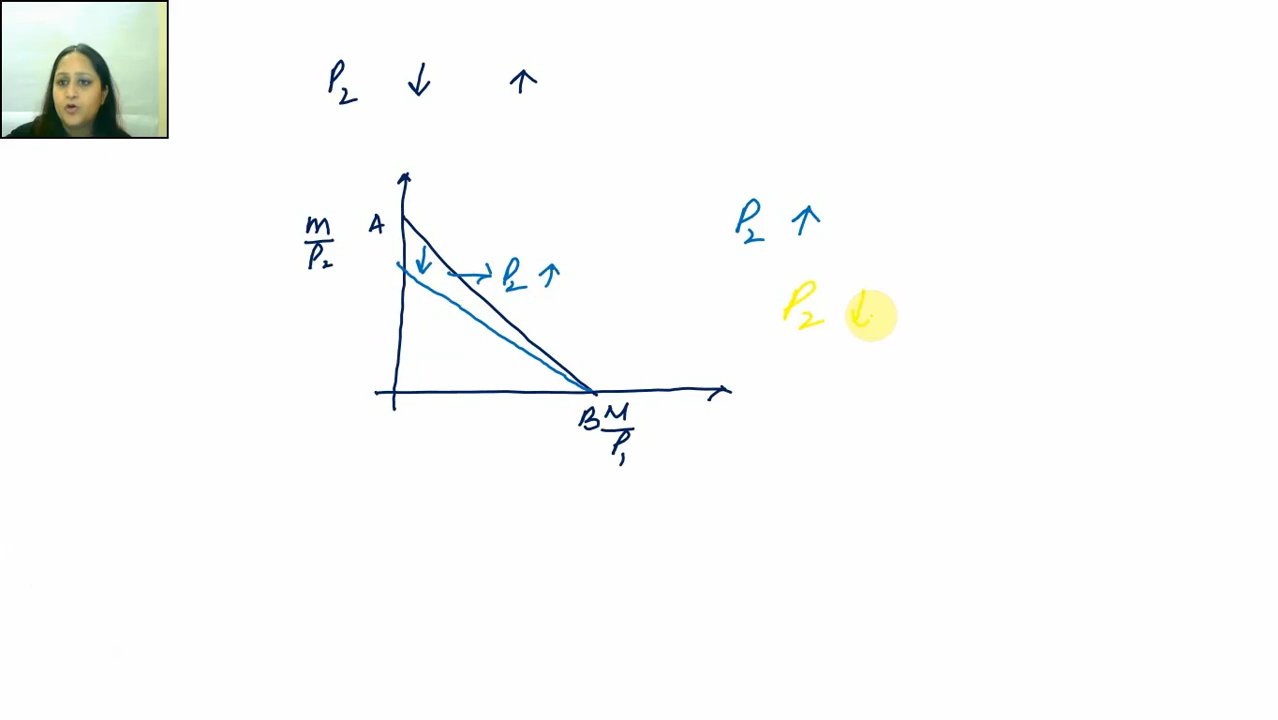 P₂ ↓ ↑
m/P₂ A
P₂ ↑
P₂ ↑
P₂ ↓
B M/P₁